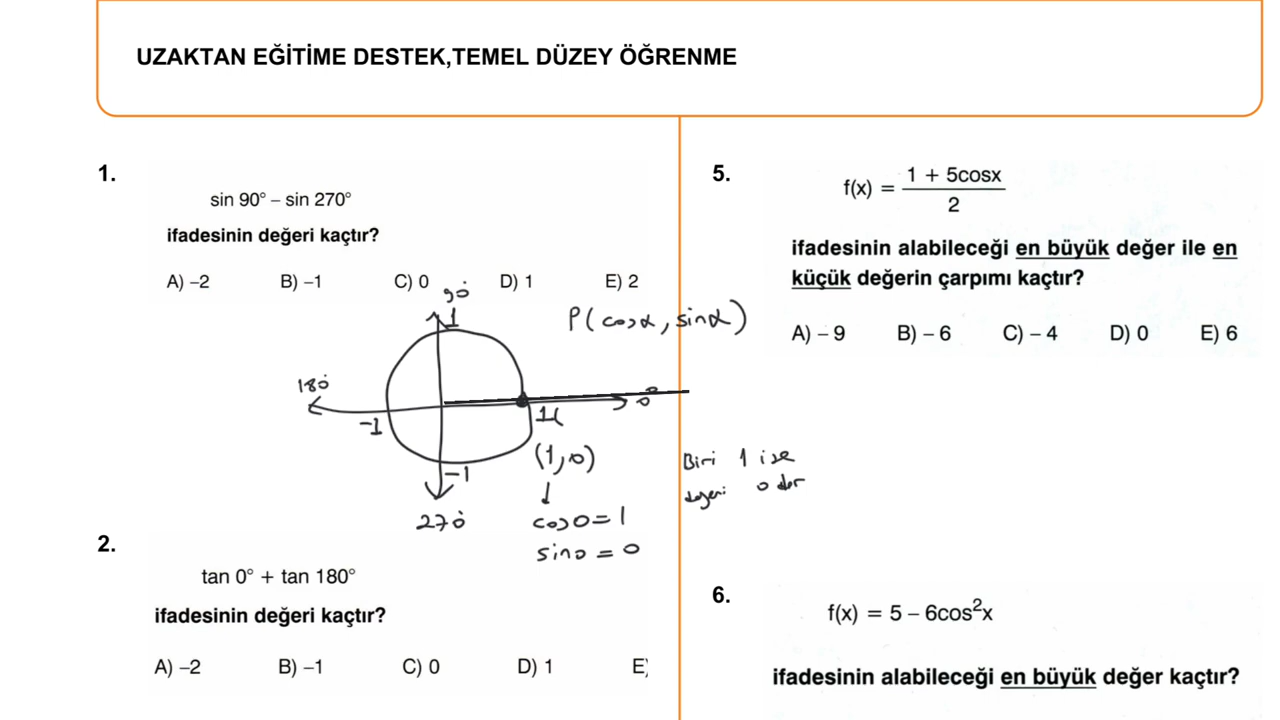 UZAKTAN EĞİTİME DESTEK,TEMEL DÜZEY ÖĞRENME
1.
sin 90° – sin 270°
ifadesinin değeri kaçtır?
A) –2 B) –1 C) 0 D) 1 E) 2
90°
1
P(cosα, sinα)
180°
0°
-1
1
(1,0)
-1
270°
cos0=1
sin0=0
Biri 1 ise
0 dır
2.
tan 0° + tan 180°
ifadesinin değeri kaçtır?
A) –2 B) –1 C) 0 D) 1 E)
5.
f(x) = 1 + 5cosx
2
ifadesinin alabileceği en büyük değer ile en
küçük değerin çarpımı kaçtır?
A) – 9 B) – 6 C) – 4 D) 0 E) 6
6.
f(x) = 5 – 6cos²x
ifadesinin alabileceği en büyük değer kaçtır?